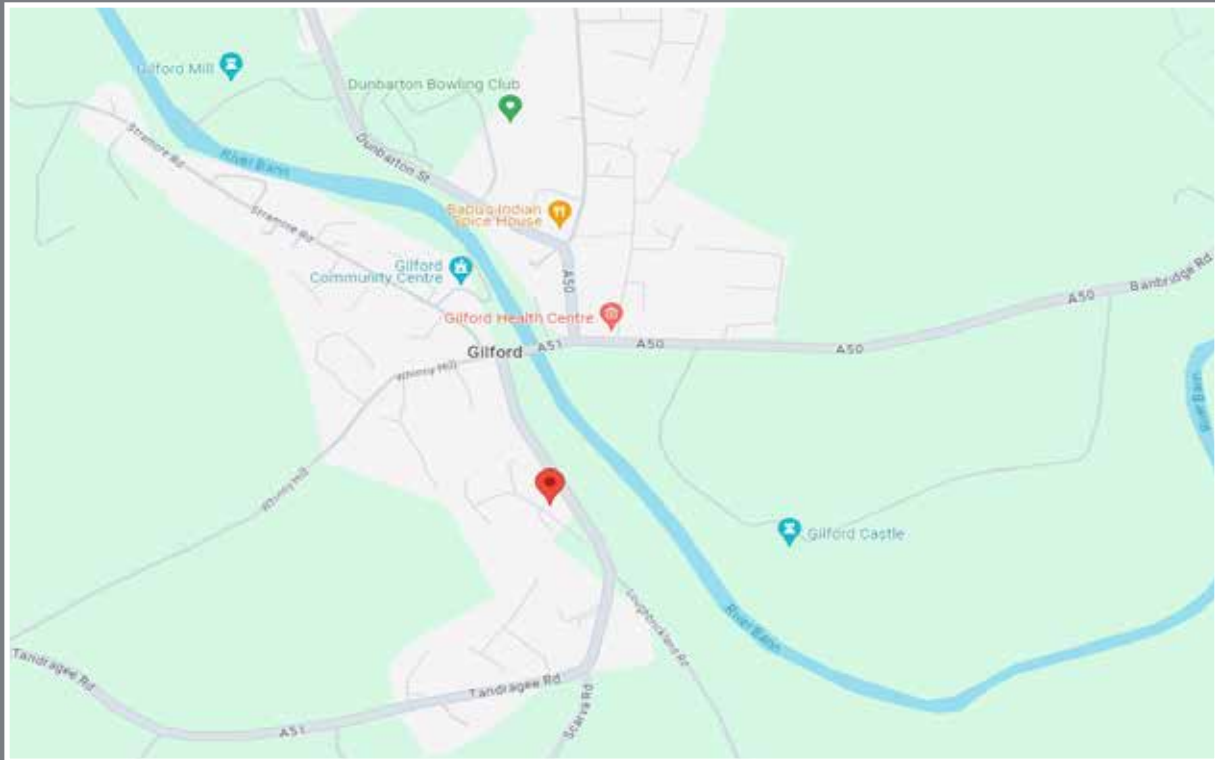 Gilford Mill
Dunbarton Bowling Club
Stramore Rd
River Bann
Dunbarton St
Stramore Rd
Babu's Indian
Spice House
Gilford
Community Centre
A50
Banbridge Rd
A50
Gilford Health Centre
Gilford
A51
A50
A50
Whinny Hill
River Bann
Whinny Hill
Gilford Castle
Loughbrickland Rd
River Bann
Tandragee Rd
Tandragee Rd
Scarva Rd
A51